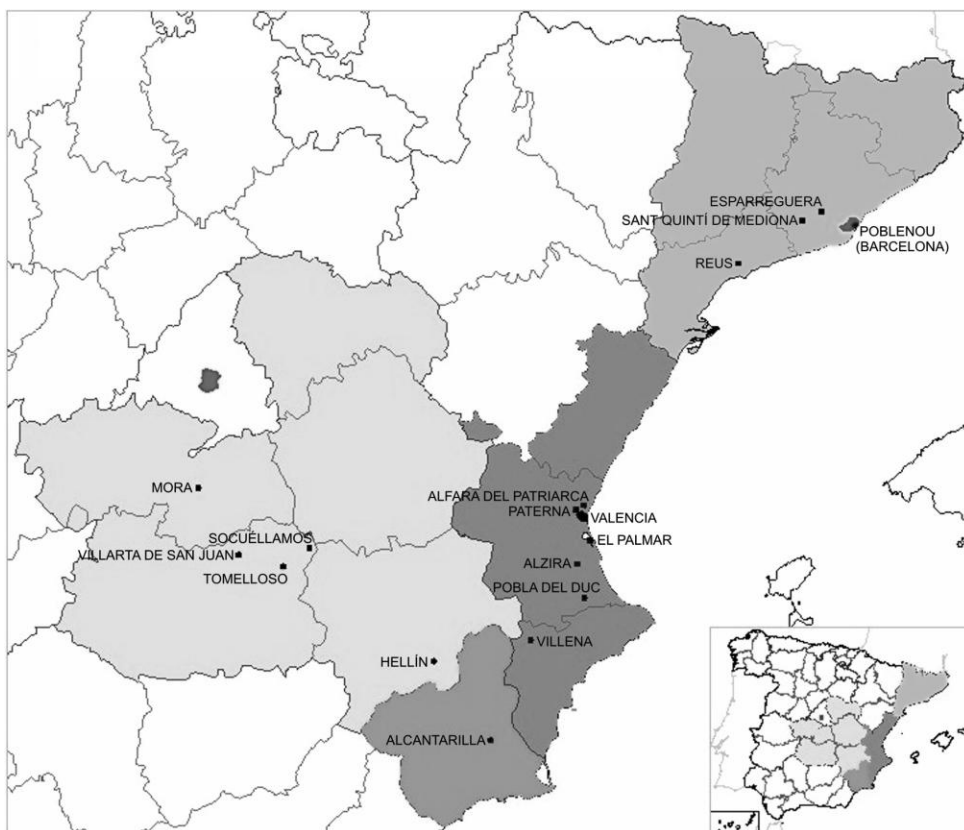 ESPARREGUERA
SANT QUINTÍ DE MEDIONA
POBLENOU
(BARCELONA)
REUS
MORA
ALFARA DEL PATRIARCA
PATERNA
VALENCIA
SOCUÉLLAMOS
EL PALMAR
VILLARTA DE SAN JUAN
ALZIRA
TOMELLOSO
POBLA DEL DUC
VILLENA
HELLÍN
ALCANTARILLA